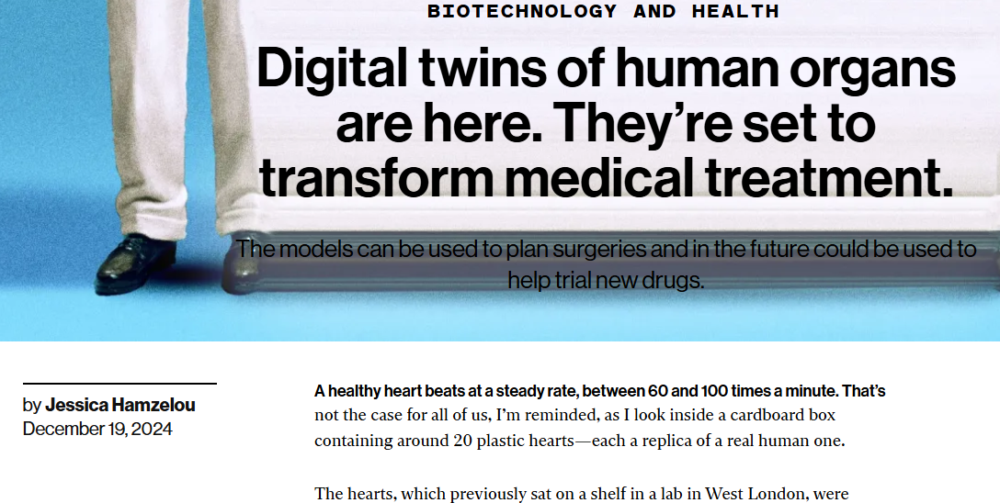 BIOTECHNOLOGY AND HEALTH
Digital twins of human organs
are here. They’re set to
transform medical treatment.
The models can be used to plan surgeries and in the future could be used to
help trial new drugs.
by Jessica Hamzelou
December 19, 2024
A healthy heart beats at a steady rate, between 60 and 100 times a minute. That’s
not the case for all of us, I’m reminded, as I look inside a cardboard box
containing around 20 plastic hearts—each a replica of a real human one.
The hearts, which previously sat on a shelf in a lab in West London, were